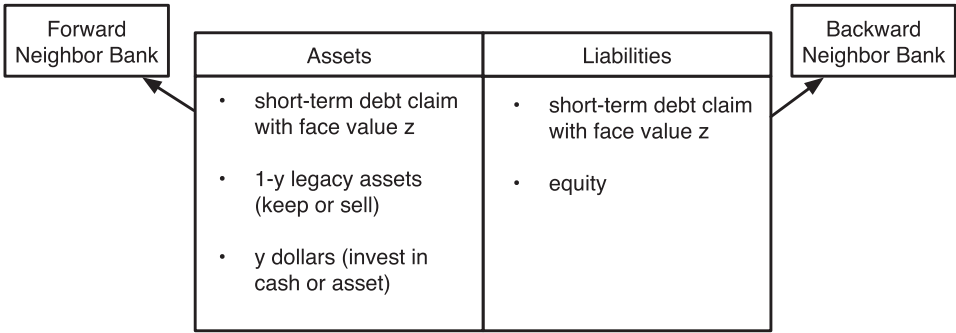 Forward
Neighbor Bank
Backward
Neighbor Bank
Assets
Liabilities
• short-term debt claim
with face value z
• 1-y legacy assets
(keep or sell)
• y dollars (invest in
cash or asset)
• short-term debt claim
with face value z
• equity